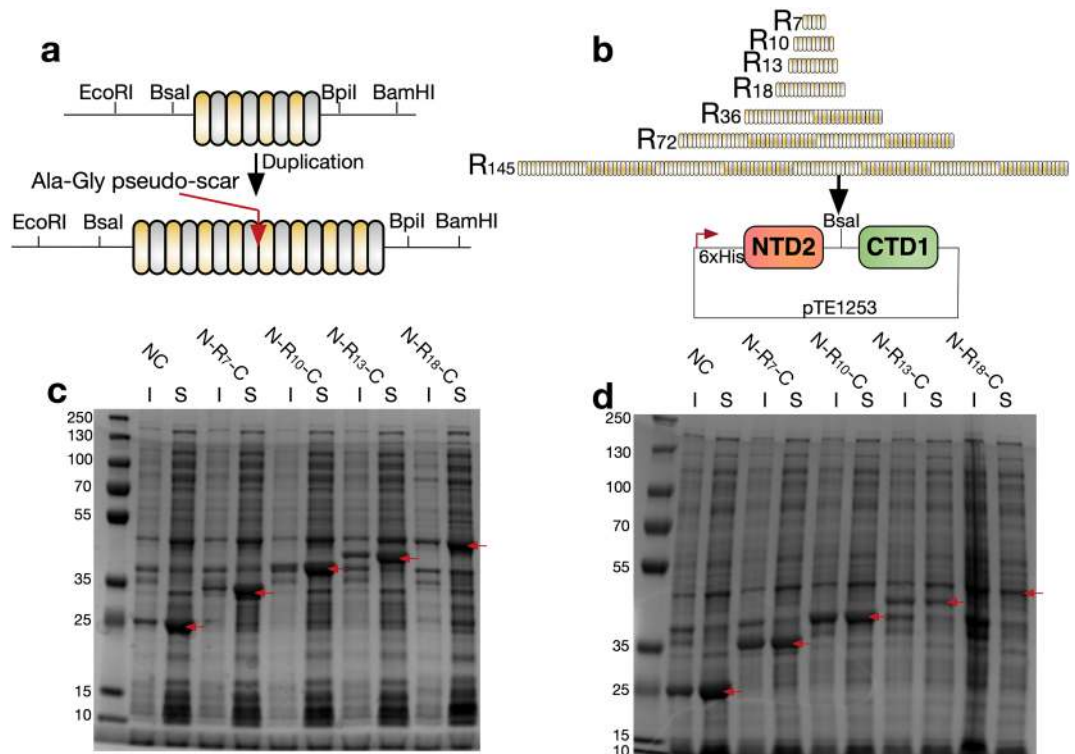 a
EcoRI BsaI BpiI BamHI
Duplication
Ala-Gly pseudo-scar
EcoRI BsaI BpiI BamHI
b
R7
R10
R13
R18
R36
R72
R145
BsaI
6xHis NTD2 CTD1
pTE1253
c
NC N-R7-C N-R10-C N-R13-C N-R18-C
I S I S I S I S I S
250
130
100
70
55
35
25
15
10
d
NC N-R7-C N-R10-C N-R13-C N-R18-C
I S I S I S I S I S
250
130
100
70
55
35
25
15
10